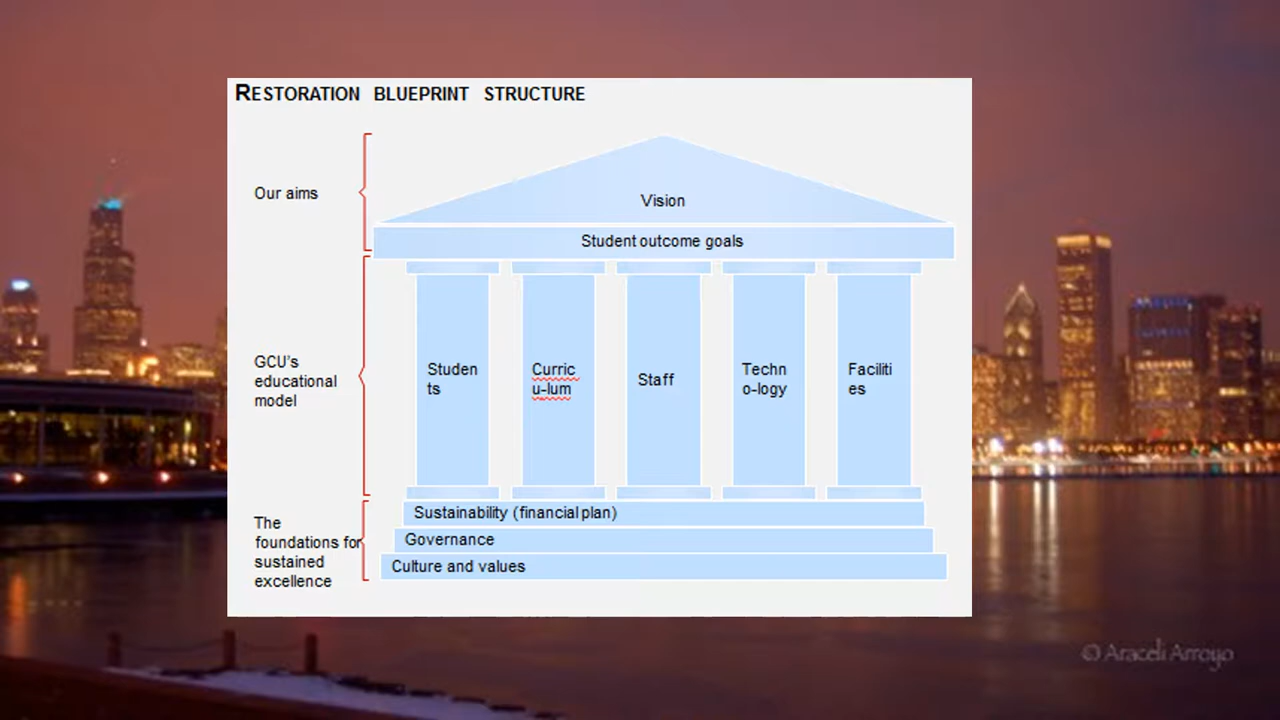 RESTORATION BLUEPRINT STRUCTURE
Our aims
Vision
Student outcome goals
GCU's
educational
model
Studen
ts
Curric
u-lum
Staff
Techn
o-logy
Faciliti
es
The
foundations for
sustained
excellence
Sustainability (financial plan)
Governance
Culture and values
© Araceli Arroyo